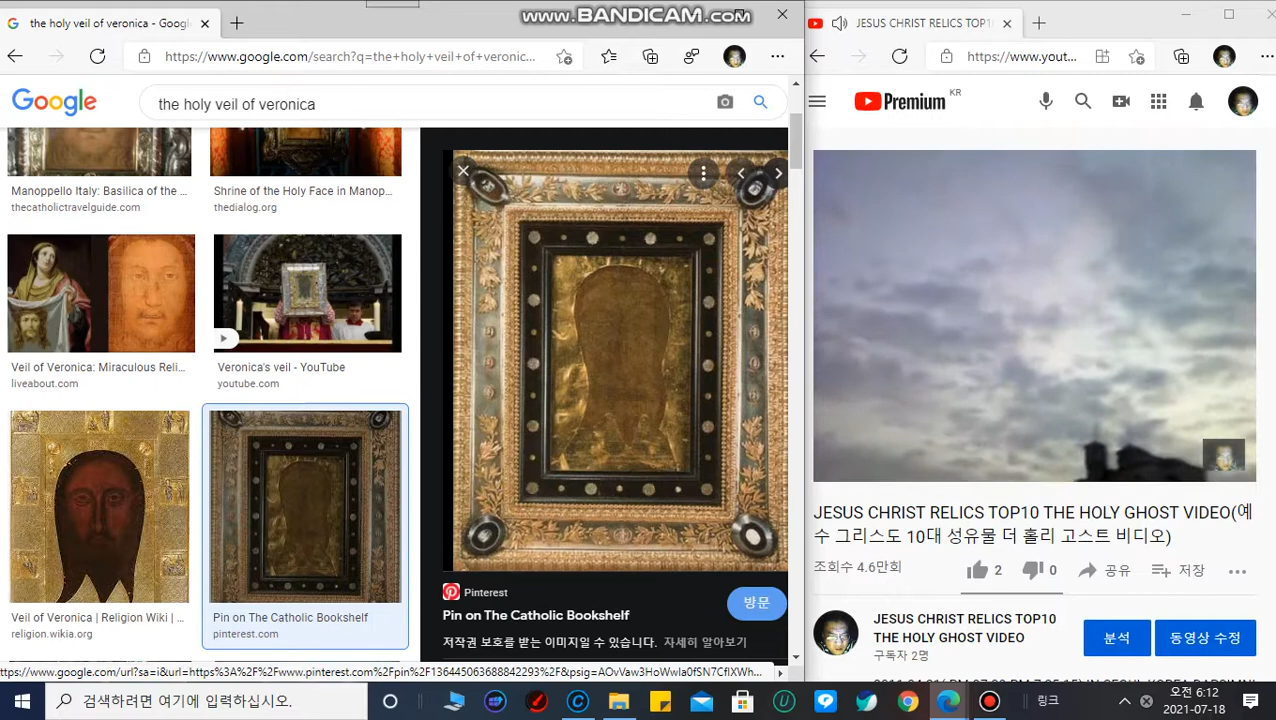 the holy veil of veronica - Googl
www.BANDICAM.com
https://www.google.com/search?q=the+holy+veil+of+veronic...
Google
the holy veil of veronica
Manoppello Italy: Basilica of the ...
thecatholictravelguide.com
Shrine of the Holy Face in Manop...
thedialog.org
Veil of Veronica: Miraculous Reli...
liveabout.com
Veronica's veil - YouTube
youtube.com
Veil of Veronica | Religion Wiki | ...
religion.wikia.org
Pin on The Catholic Bookshelf
pinterest.com
Pinterest
Pin on The Catholic Bookshelf
방문
저작권 보호를 받는 이미지일 수 있습니다. 자세히 알아보기
JESUS CHRIST RELICS TOP1
https://www.yout...
Premium KR
JESUS CHRIST RELICS TOP10 THE HOLY GHOST VIDEO(예
수 그리스도 10대 성유물 더 홀리 고스트 비디오)
조회수 4.6만회
2
0
공유
저장
JESUS CHRIST RELICS TOP10
THE HOLY GHOST VIDEO
구독자 2명
분석
동영상 수정
검색하려면 여기에 입력하십시오.
링크
오전 6:12
2021-07-18